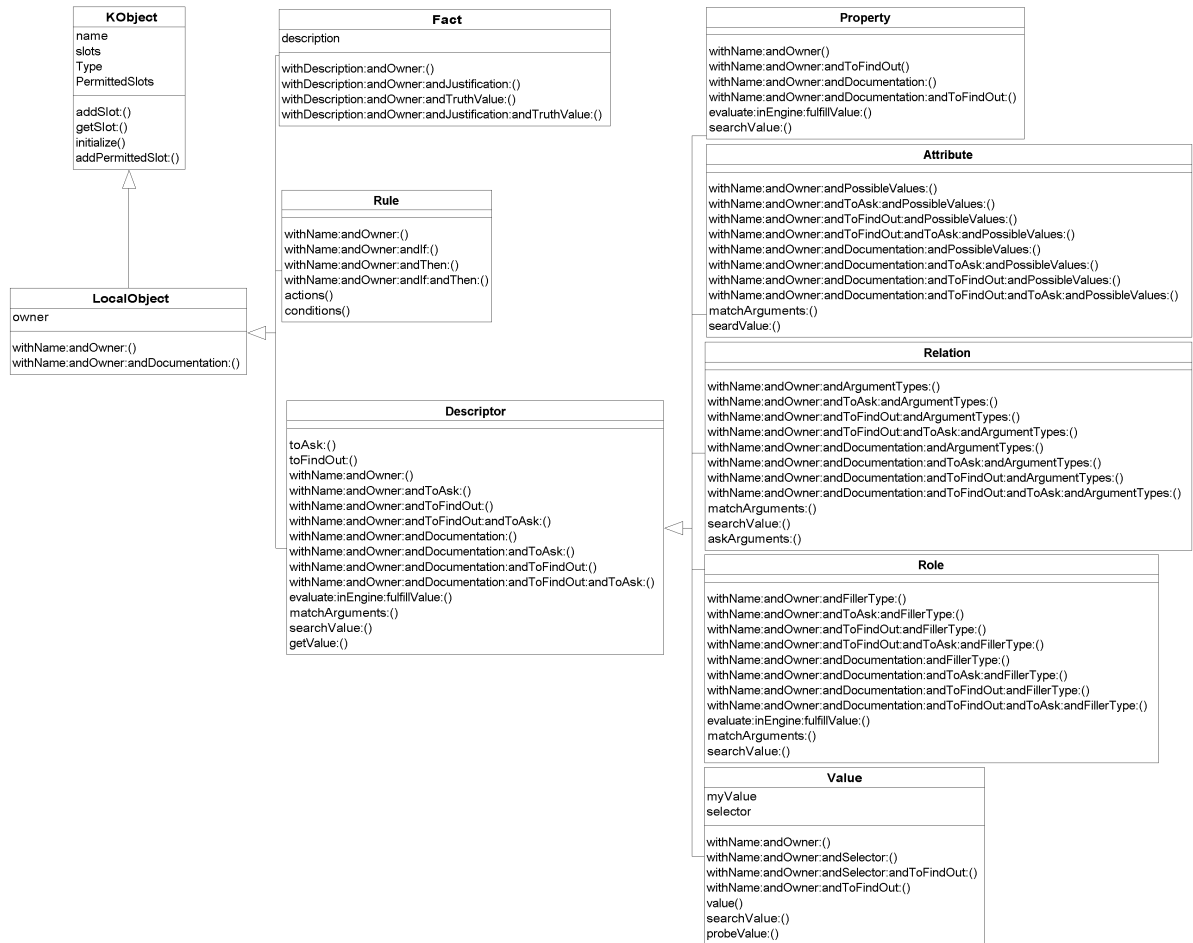 KObject
name
slots
Type
PermittedSlots
addSlot:()
getSlot:()
initialize()
addPermittedSlot:()
LocalObject
owner
withName:andOwner:()
withName:andOwner:andDocumentation:()
Fact
description
withDescription:andOwner:()
withDescription:andOwner:andJustification:()
withDescription:andOwner:andTruthValue:()
withDescription:andOwner:andJustification:andTruthValue:()
Rule
withName:andOwner:()
withName:andOwner:andIf:()
withName:andOwner:andThen:()
withName:andOwner:andIf:andThen:()
actions()
conditions()
Descriptor
toAsk:()
toFindOut:()
withName:andOwner:()
withName:andOwner:andToAsk:()
withName:andOwner:andToFindOut:()
withName:andOwner:andToFindOut:andToAsk:()
withName:andOwner:andDocumentation:()
withName:andOwner:andDocumentation:andToAsk:()
withName:andOwner:andDocumentation:andToFindOut:()
withName:andOwner:andDocumentation:andToFindOut:andToAsk:()
evaluate:inEngine:fulfillValue:()
matchArguments:()
searchValue:()
getValue:()
Property
withName:andOwner()
withName:andOwner:andToFindOut()
withName:andOwner:andDocumentation:()
withName:andOwner:andDocumentation:andToFindOut:()
evaluate:inEngine:fulfillValue:()
searchValue:()
Attribute
withName:andOwner:andPossibleValues:()
withName:andOwner:andToAsk:andPossibleValues:()
withName:andOwner:andToFindOut:andPossibleValues:()
withName:andOwner:andToFindOut:andToAsk:andPossibleValues:()
withName:andOwner:andDocumentation:andPossibleValues:()
withName:andOwner:andDocumentation:andToAsk:andPossibleValues:()
withName:andOwner:andDocumentation:andToFindOut:andPossibleValues:()
withName:andOwner:andDocumentation:andToFindOut:andToAsk:andPossibleValues:()
matchArguments:()
seardValue:()
Relation
withName:andOwner:andArgumentTypes:()
withName:andOwner:andToAsk:andArgumentTypes:()
withName:andOwner:andToFindOut:andArgumentTypes:()
withName:andOwner:andToFindOut:andToAsk:andArgumentTypes:()
withName:andOwner:andDocumentation:andArgumentTypes:()
withName:andOwner:andDocumentation:andToAsk:andArgumentTypes:()
withName:andOwner:andDocumentation:andToFindOut:andArgumentTypes:()
withName:andOwner:andDocumentation:andToFindOut:andToAsk:andArgumentTypes:()
matchArguments:()
searchValue:()
askArguments:()
Role
withName:andOwner:andFillerType:()
withName:andOwner:andToAsk:andFillerType:()
withName:andOwner:andToFindOut:andFillerType:()
withName:andOwner:andToFindOut:andToAsk:andFillerType:()
withName:andOwner:andDocumentation:andFillerType:()
withName:andOwner:andDocumentation:andToAsk:andFillerType:()
withName:andOwner:andDocumentation:andToFindOut:andFillerType:()
withName:andOwner:andDocumentation:andToFindOut:andToAsk:andFillerType:()
evaluate:inEngine:fulfillValue:()
matchArguments:()
searchValue:()
Value
myValue
selector
withName:andOwner:()
withName:andOwner:andSelector:()
withName:andOwner:andSelector:andToFindOut:()
withName:andOwner:andToFindOut:()
value()
searchValue:()
probeValue:()